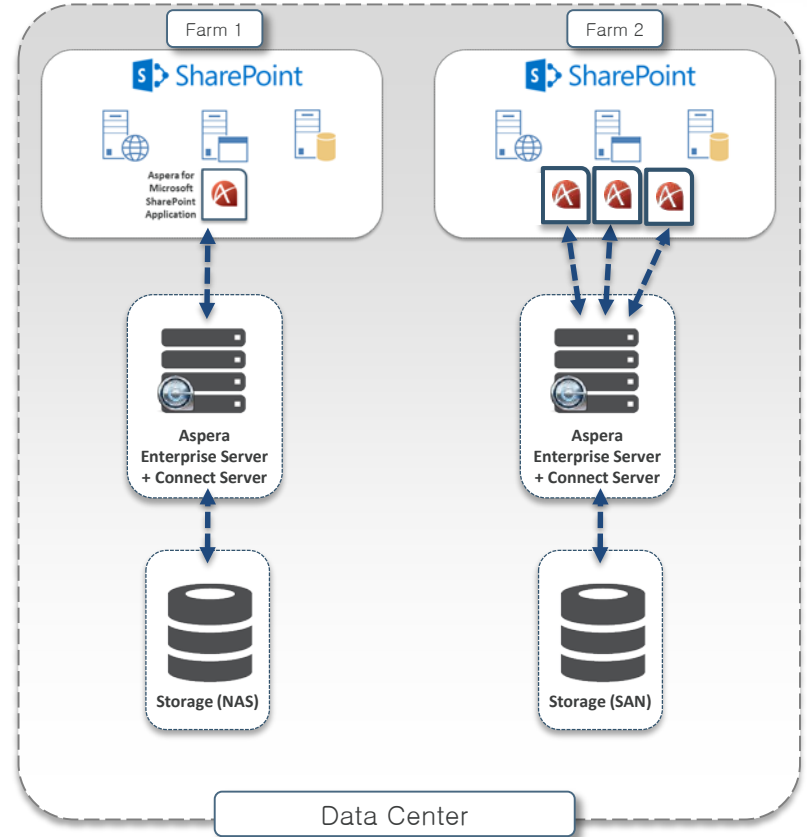 Farm 1
Farm 2
SharePoint
SharePoint
Aspera for
Microsoft
SharePoint
Application
Aspera
Enterprise Server
+ Connect Server
Aspera
Enterprise Server
+ Connect Server
Storage (NAS)
Storage (SAN)
Data Center